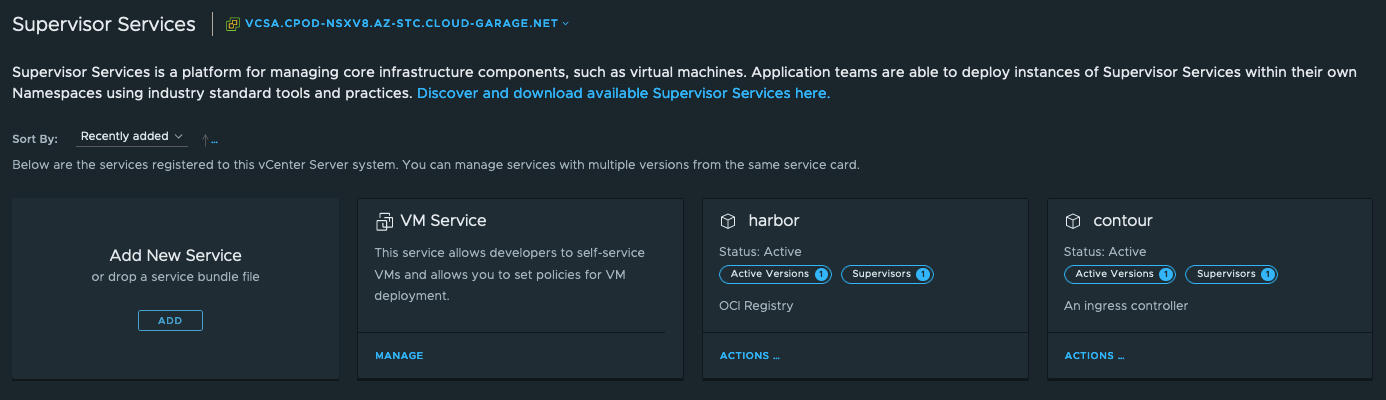 Supervisor Services
VCSA.CPOD-NSXV8.AZ-STC.CLOUD-GARAGE.NET
Supervisor Services is a platform for managing core infrastructure components, such as virtual machines. Application teams are able to deploy instances of Supervisor Services within their own
Namespaces using industry standard tools and practices. Discover and download available Supervisor Services here.
Sort By: Recently added ...
Below are the services registered to this vCenter Server system. You can manage services with multiple versions from the same service card.
Add New Service
or drop a service bundle file
ADD
VM Service
This service allows developers to self-service
VMs and allows you to set policies for VM
deployment.
MANAGE
harbor
Status: Active
Active Versions 1 Supervisors 1
OCI Registry
ACTIONS ...
contour
Status: Active
Active Versions 1 Supervisors 1
An ingress controller
ACTIONS ...